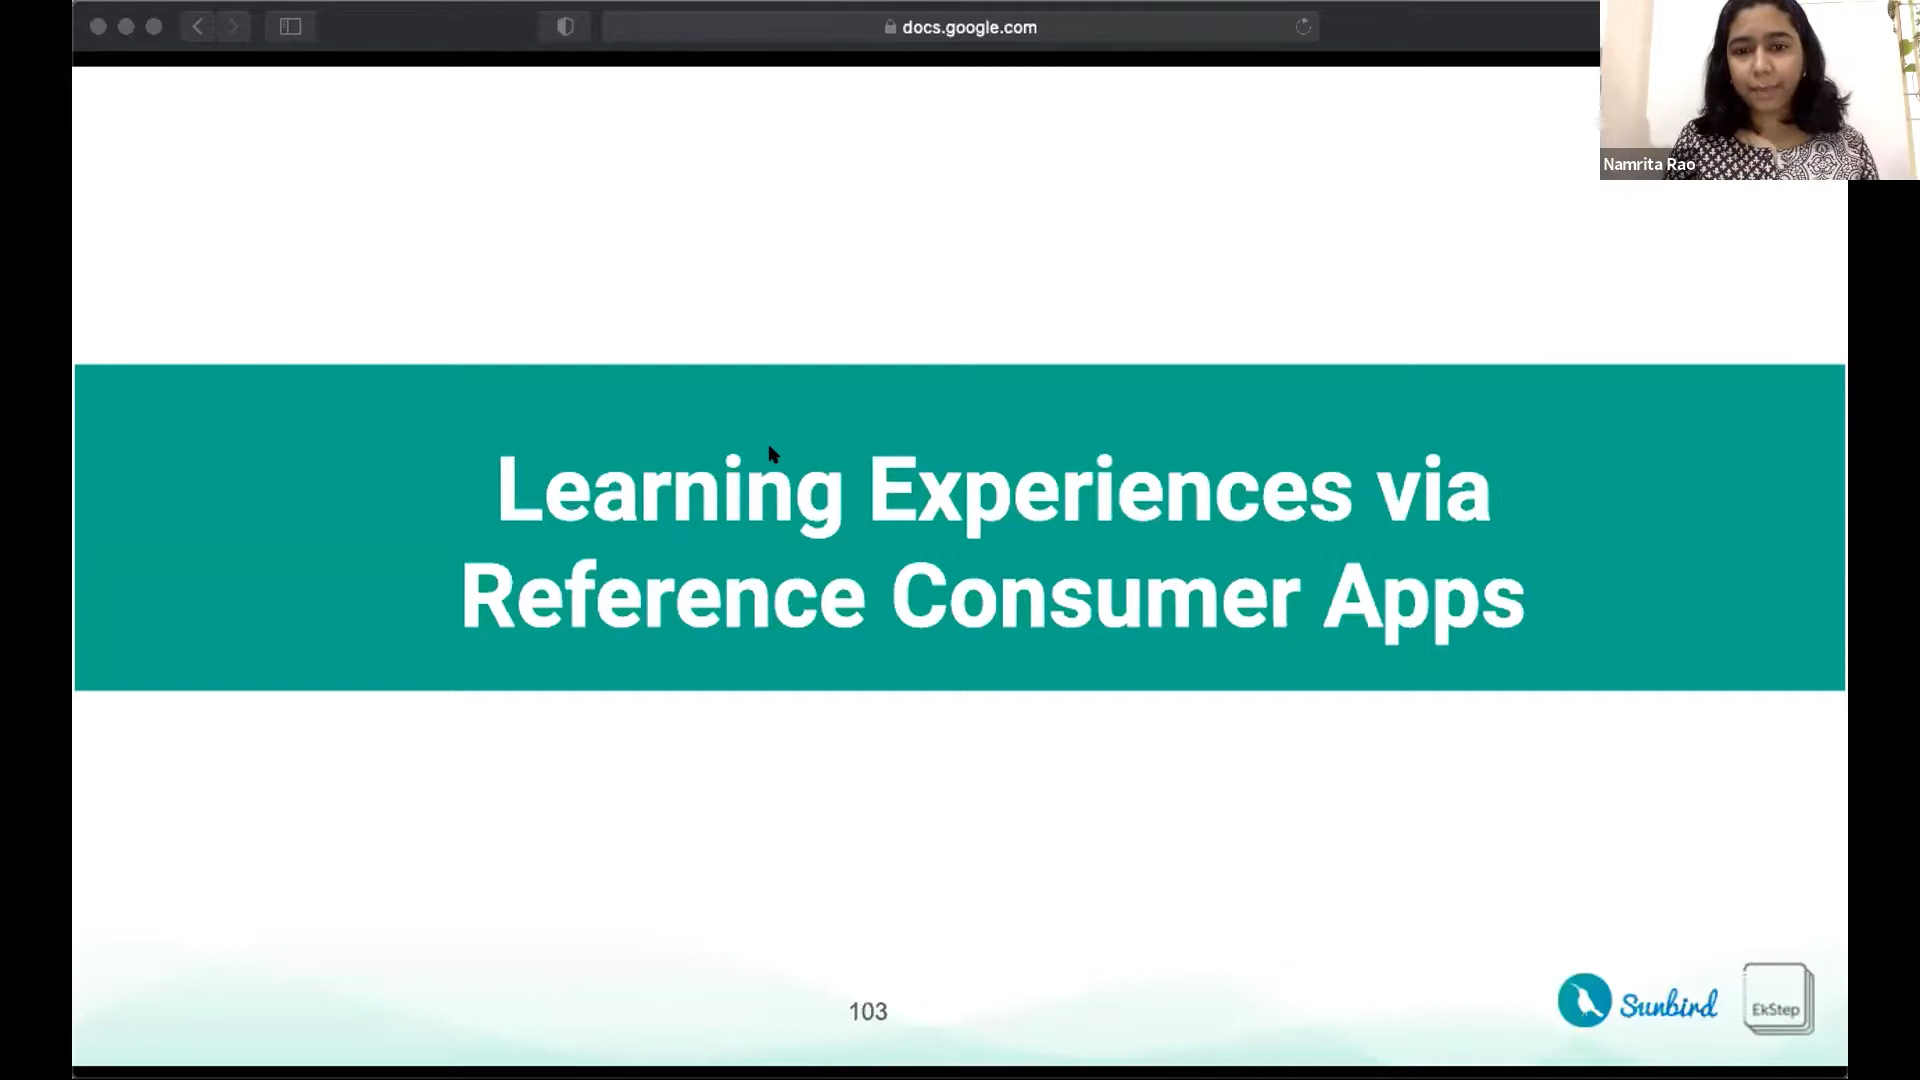 docs.google.com
Namrita Rao
Learning Experiences via
Reference Consumer Apps
103
Sunbird
EkStep